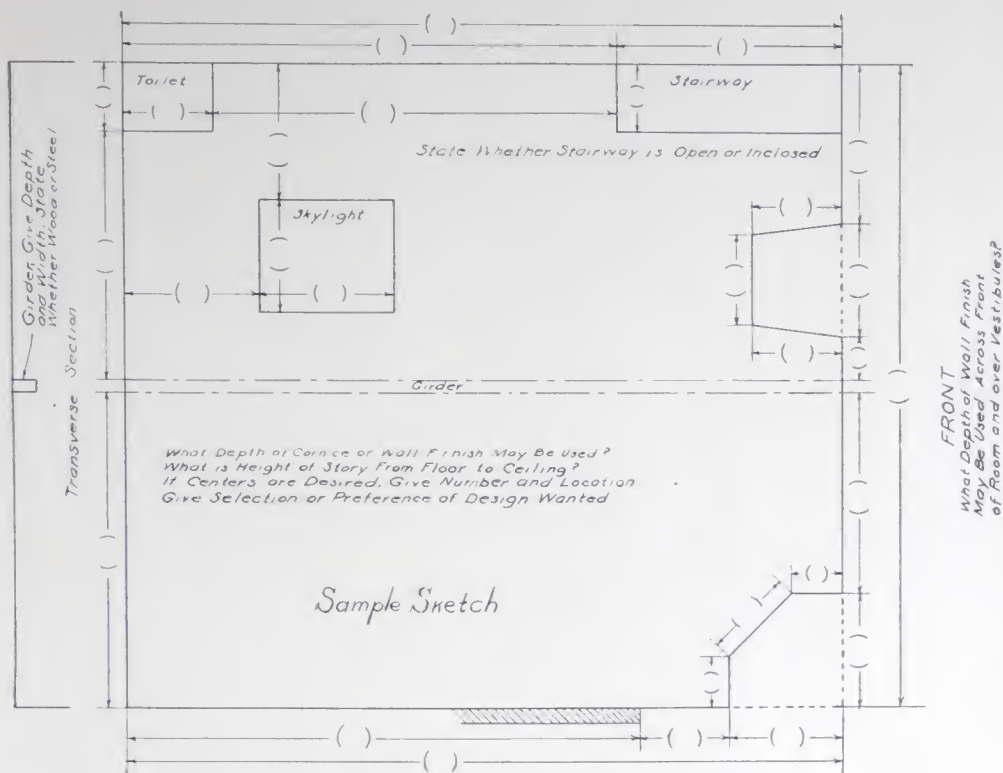 ( )
( ) ( )
Toilet
( )
( )
( )
Stairway
( )
( )
( )
State Whether Stairway is Open or Inclosed
( )
Skylight
( )
( )
( )
( )
( )
( )
( )
( )
( )
( )
( )
Girder, Give Depth
and Width. State
Whether Wood or Steel
Transverse Section
Girder
What Depth of Cornice or Wall Finish May Be Used?
What is Height of Story From Floor to Ceiling?
If Centers are Desired, Give Number and Location
Give Selection or Preference of Design Wanted
( )
( )
Sample Sketch
( )
( )
( )
( )
( ) ( ) ( )
( )
FRONT
What Depth of Wall Finish
May Be Used Across Front
of Room and over Vestibules?